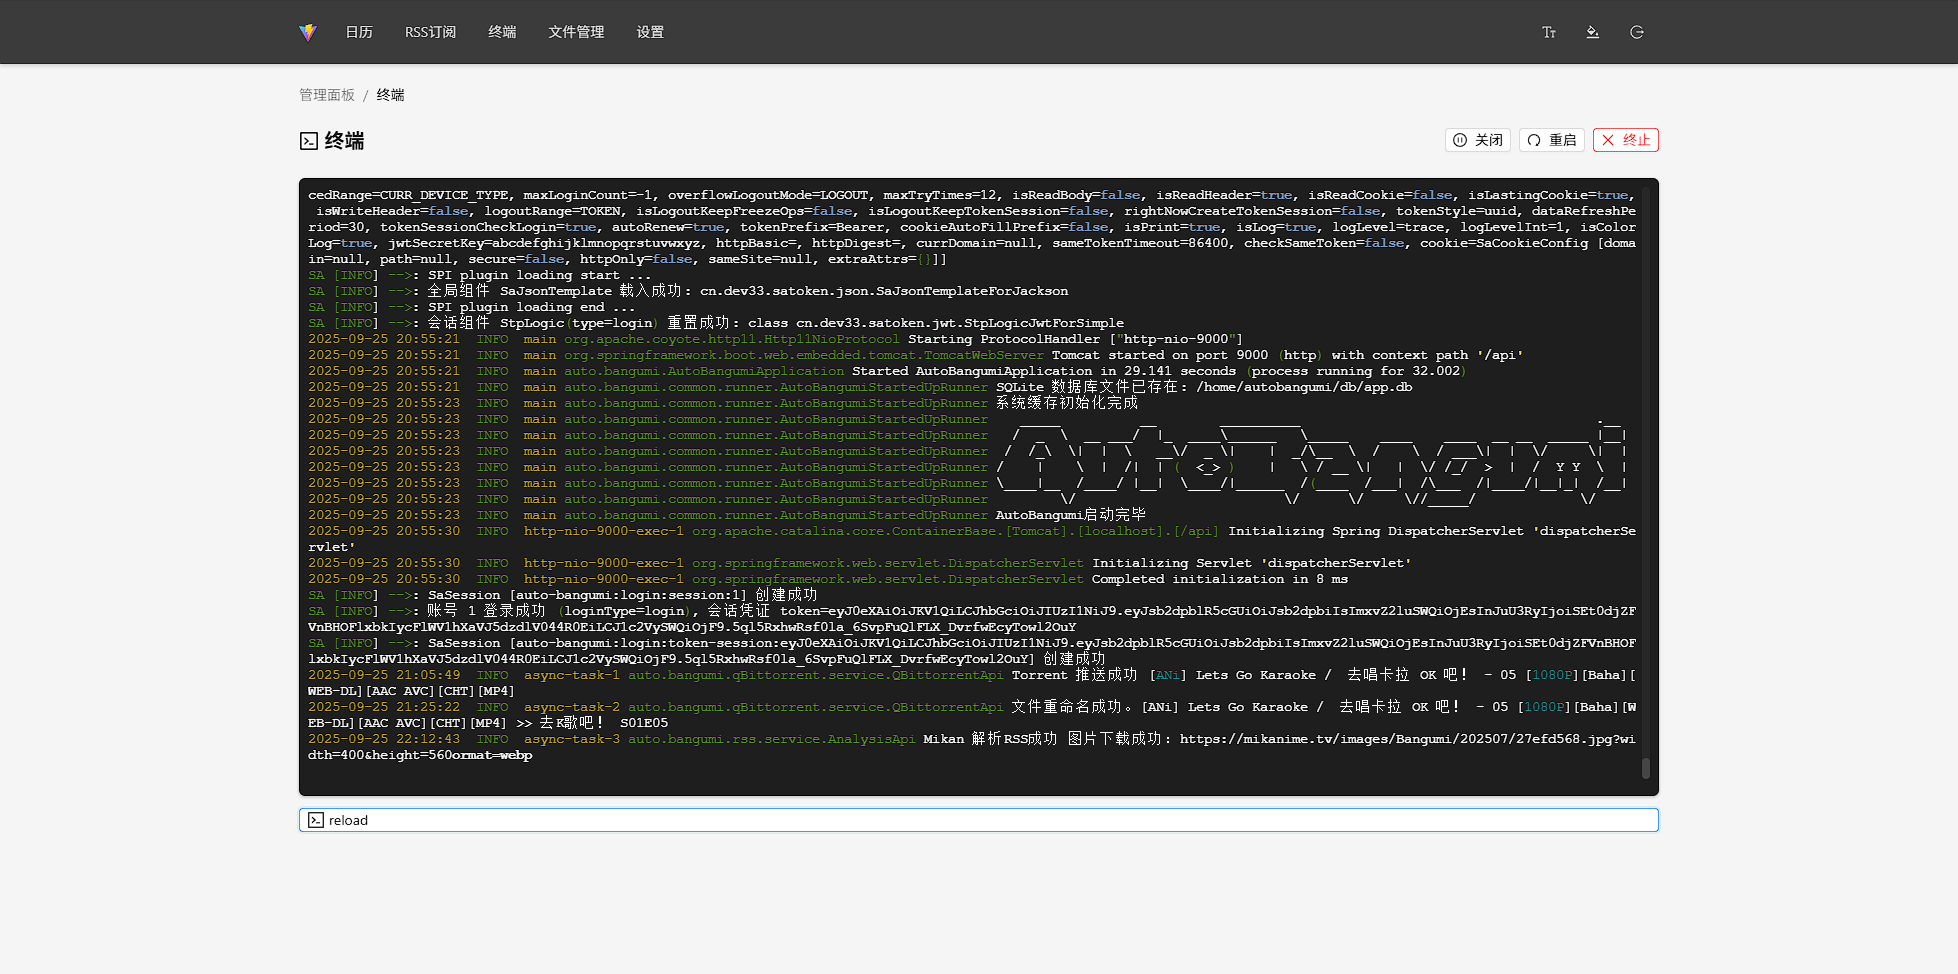 日历 RSS订阅 终端 文件管理 设置
管理面板 / 终端
终端
关闭 重启 终止
cedRange=CURR_DEVICE_TYPE, maxLoginCount=-1, overflowLogoutMode=LOGOUT, maxTryTimes=12, isReadBody=false, isReadHeader=true, isReadCookie=false, isLastingCookie=true,
isWriteHeader=false, logoutRange=TOKEN, isLogoutKeepFreezeOps=false, isLogoutKeepTokenSession=false, rightNowCreateTokenSession=false, tokenStyle=uuid, dataRefreshPe
riod=30, tokenSessionCheckLogin=true, autoRenew=true, tokenPrefix=Bearer, cookieAutoFillPrefix=false, isPrint=true, isLog=true, logLevel=trace, logLevelInt=1, isColor
Log=true, jwtSecretKey=abcdefghijklmnopqrstuvwxyz, httpBasic=, httpDigest=, currDomain=null, sameTokenTimeout=86400, checkSameToken=false, cookie=SaCookieConfig [doma
in=null, path=null, secure=false, httpOnly=false, sameSite=null, extraAttrs={}]]
SA [INFO] -->: SPI plugin loading start ...
SA [INFO] -->: 全局组件 SaJsonTemplate 载入成功: cn.dev33.satoken.json.SaJsonTemplateForJackson
SA [INFO] -->: SPI plugin loading end ...
SA [INFO] -->: 会话组件 StpLogic(type=login) 重置成功: class cn.dev33.satoken.jwt.StpLogicJwtForSimple
2025-09-25 20:55:21 INFO main org.apache.coyote.http11.Http11NioProtocol Starting ProtocolHandler ["http-nio-9000"]
2025-09-25 20:55:21 INFO main org.springframework.boot.web.embedded.tomcat.TomcatWebServer Tomcat started on port 9000 (http) with context path '/api'
2025-09-25 20:55:21 INFO main auto.bangumi.AutoBangumiApplication Started AutoBangumiApplication in 29.141 seconds (process running for 32.002)
2025-09-25 20:55:21 INFO main auto.bangumi.common.runner.AutoBangumiStartedUpRunner SQLite 数据库文件已存在: /home/autobangumi/db/app.db
2025-09-25 20:55:23 INFO main auto.bangumi.common.runner.AutoBangumiStartedUpRunner 系统缓存初始化完成
2025-09-25 20:55:23 INFO main auto.bangumi.common.runner.AutoBangumiStartedUpRunner
2025-09-25 20:55:23 INFO main auto.bangumi.common.runner.AutoBangumiStartedUpRunner
2025-09-25 20:55:23 INFO main auto.bangumi.common.runner.AutoBangumiStartedUpRunner
2025-09-25 20:55:23 INFO main auto.bangumi.common.runner.AutoBangumiStartedUpRunner
2025-09-25 20:55:23 INFO main auto.bangumi.common.runner.AutoBangumiStartedUpRunner
2025-09-25 20:55:23 INFO main auto.bangumi.common.runner.AutoBangumiStartedUpRunner
2025-09-25 20:55:23 INFO main auto.bangumi.common.runner.AutoBangumiStartedUpRunner AutoBangumi启动完毕
2025-09-25 20:55:30 INFO http-nio-9000-exec-1 org.apache.catalina.core.ContainerBase.[Tomcat].[localhost].[/api] Initializing Spring DispatcherServlet 'dispatcherSe
rvlet'
2025-09-25 20:55:30 INFO http-nio-9000-exec-1 org.springframework.web.servlet.DispatcherServlet Initializing Servlet 'dispatcherServlet'
2025-09-25 20:55:30 INFO http-nio-9000-exec-1 org.springframework.web.servlet.DispatcherServlet Completed initialization in 8 ms
SA [INFO] -->: SaSession [auto-bangumi:login:session:1] 创建成功
SA [INFO] -->: 账号 1 登录成功 (loginType=login), 会话凭证
SA [INFO] -->: SaSession
创建成功
2025-09-25 21:05:49 INFO async-task-1 auto.bangumi.qBittorrent.service.QBittorrentApi Torrent 推送成功 [ANi] Lets Go Karaoke / 去唱卡拉 OK 吧！ - 05 [1080P][Baha][
WEB-DL][AAC AVC][CHT][MP4]
2025-09-25 21:25:22 INFO async-task-2 auto.bangumi.qBittorrent.service.QBittorrentApi 文件重命名成功。[ANi] Lets Go Karaoke / 去唱卡拉 OK 吧！ - 05 [1080P][Baha][W
EB-DL][AAC AVC][CHT][MP4] >> 去K歌吧！ S01E05
2025-09-25 22:12:43 INFO async-task-3 auto.bangumi.rss.service.AnalysisApi Mikan 解析RSS成功 图片下载成功: https://mikanime.tv/images/Bangumi/202507/27efd568.jpg?wi
dth=400&height=560ormat=webp
reload